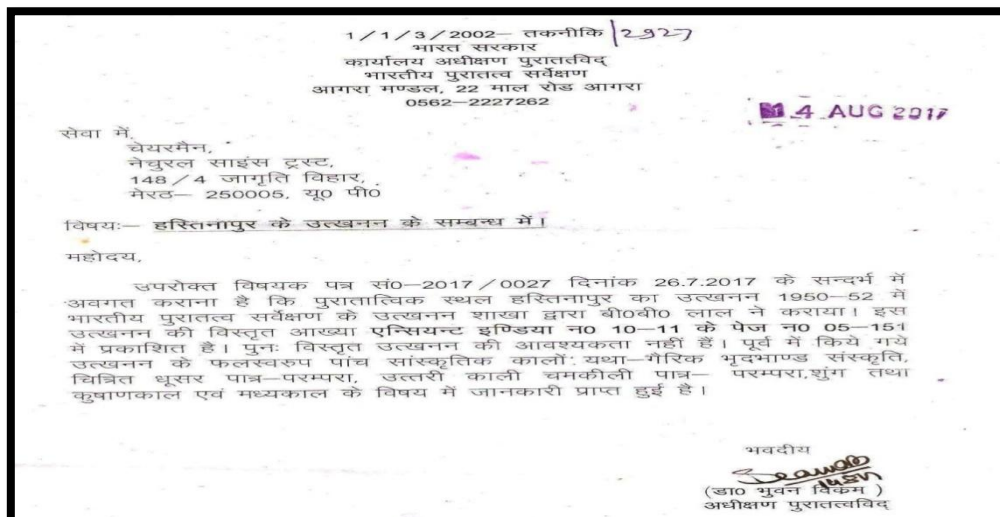 1/1/3/2002— तकनीकि/2927
भारत सरकार
कार्यालय अधीक्षण पुरातत्वविद्
भारतीय पुरातत्व सर्वेक्षण
आगरा मण्डल, 22 माल रोड आगरा
0562—2227262
4 AUG 2017
सेवा में,
चेयरमैन,
नेचुरल साइंस ट्रस्ट,
148/4 जागृति विहार,
मेरठ— 250005, यू0 पी0
विषयः— हस्तिनापुर के उत्खनन के सम्बन्ध में।
महोदय,
उपरोक्त विषयक पत्र सं0—2017/0027 दिनांक 26.7.2017 के सन्दर्भ में
अवगत कराना है कि पुरातात्विक स्थल हस्तिनापुर का उत्खनन 1950—52 में
भारतीय पुरातत्व सर्वेक्षण के उत्खनन शाखा द्वारा बी0बी0 लाल ने कराया। इस
उत्खनन की विस्तृत आख्या एन्सियन्ट इण्डिया न0 10—11 के पेज न0 05—151
में प्रकाशित है। पुनः विस्तृत उत्खनन की आवश्यकता नहीं हैं। पूर्व में किये गये
उत्खनन के फलस्वरुप पांच सांस्कृतिक कालों: यथा—गैरिक भृदभाण्ड संस्कृति,
चित्रित धूसर पात्र—परम्परा, उत्तरी काली चमकीली पात्र— परम्परा,शुंग तथा
कुषाणकाल एवं मध्यकाल के विषय में जानकारी प्राप्त हुई है।
भवदीय
(डा0 भुवन विकम )
अधीक्षण पुरातत्वविद्